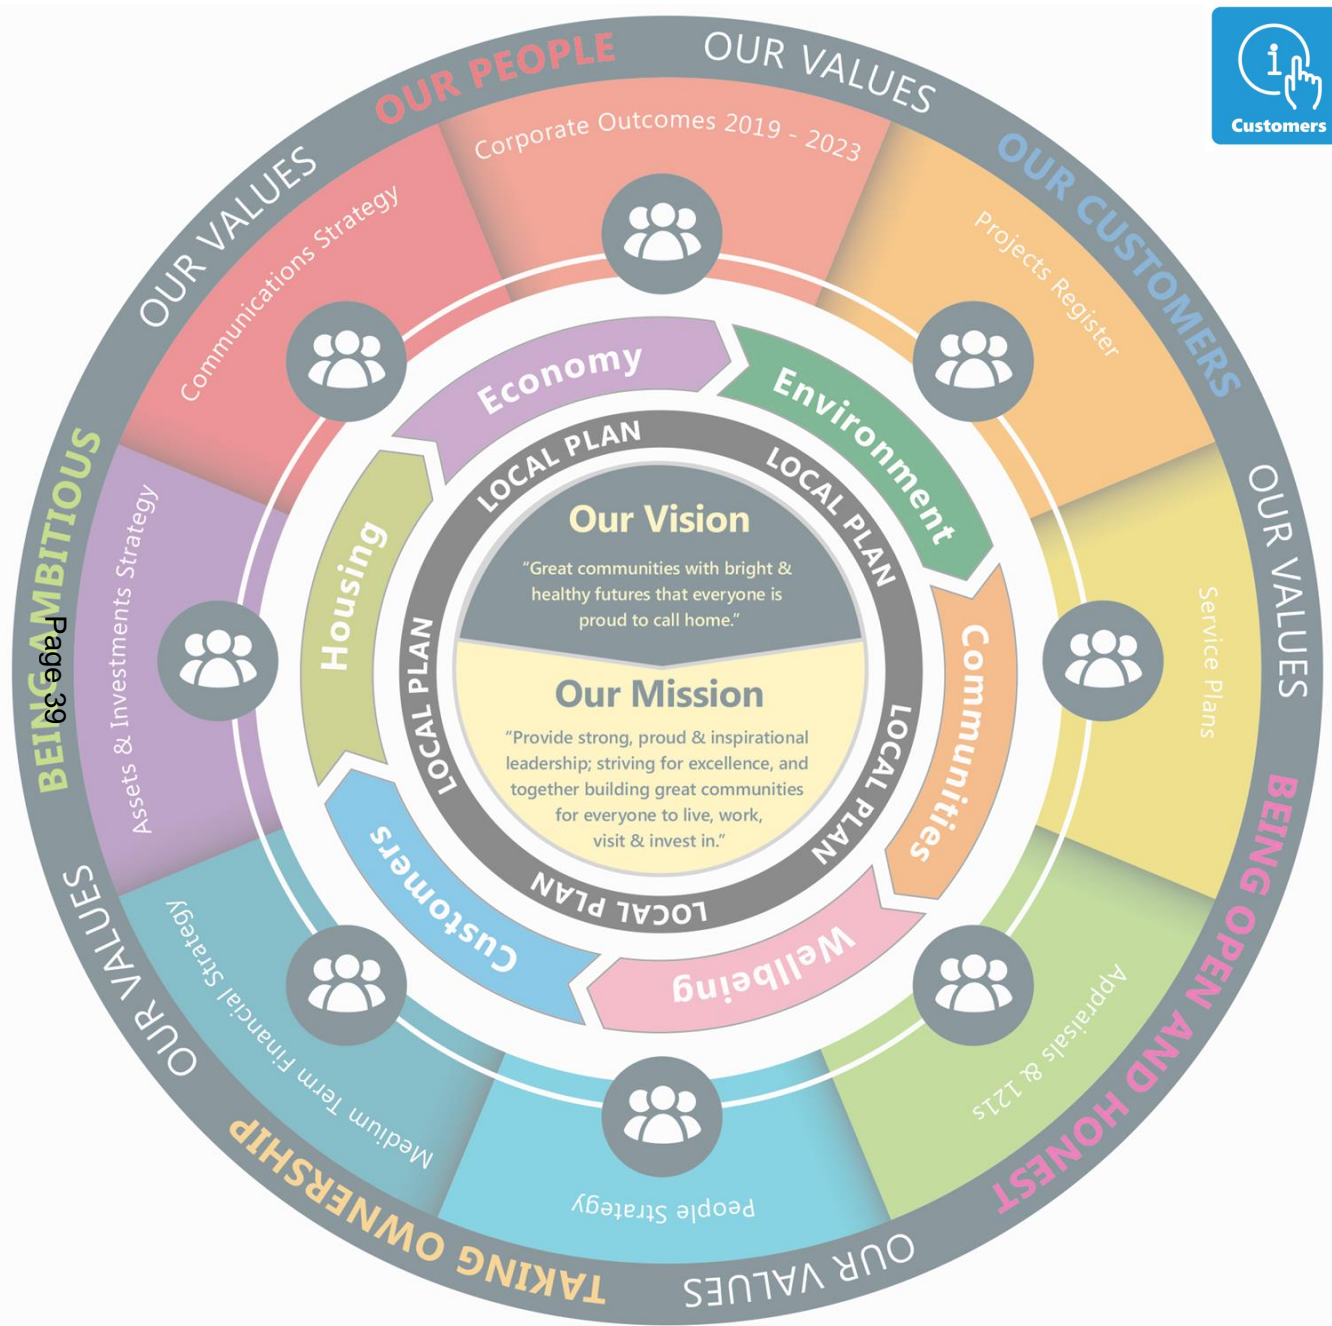 OUR PEOPLE
OUR VALUES
OUR CUSTOMERS
OUR VALUES
BEING OPEN AND HONEST
OUR VALUES
TAKING OWNERSHIP
OUR VALUES
BEING AMBITIOUS
OUR VALUES
Corporate Outcomes 2019 - 2023
Projects Register
Service Plans
Appraisals & 121s
People Strategy
Medium Term Financial Strategy
Assets & Investments Strategy
Communications Strategy
Economy
Environment
Communities
Wellbeing
Customers
Housing
LOCAL PLAN
LOCAL PLAN
LOCAL PLAN
LOCAL PLAN
LOCAL PLAN
Our Vision
“Great communities with bright &
healthy futures that everyone is
proud to call home.”
Our Mission
“Provide strong, proud & inspirational
leadership; striving for excellence, and
together building great communities
for everyone to live, work,
visit & invest in.”
i
Customers
Page 39